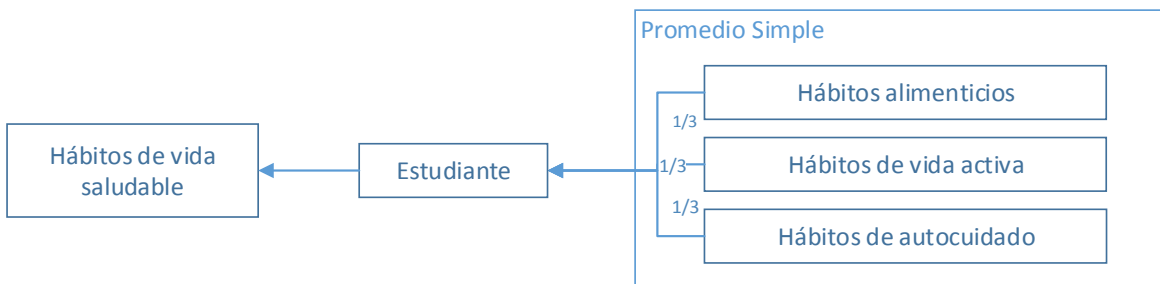 Promedio Simple
Hábitos alimenticios
1/3
Hábitos de vida
saludable
Estudiante
1/3
Hábitos de vida activa
1/3
Hábitos de autocuidado